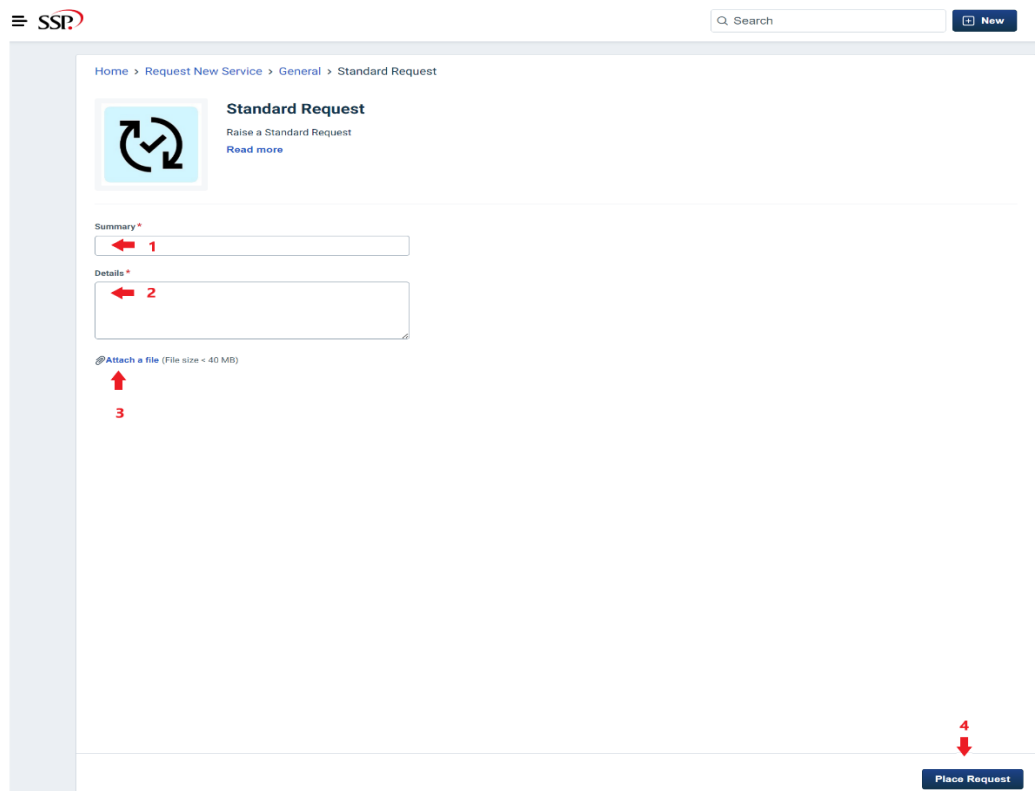 SSP
Search
New
Home > Request New Service > General > Standard Request
Standard Request
Raise a Standard Request
Read more
Summary *
1
Details *
2
Attach a file (File size < 40 MB)
3
4
Place Request